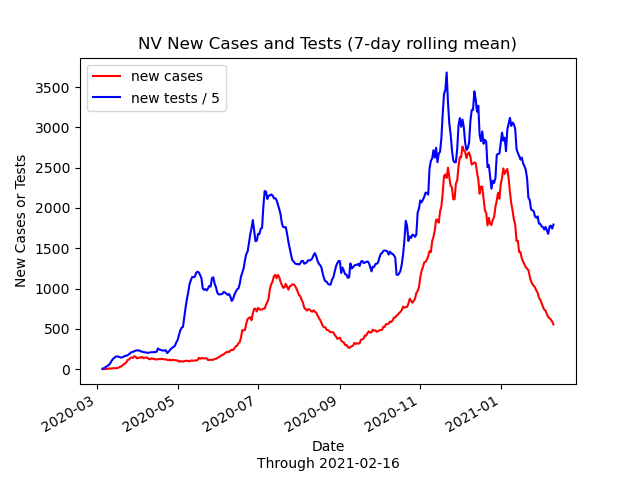 NV New Cases and Tests (7-day rolling mean)
new cases
new tests / 5
3500
3000
2500
2000
1500
1000
500
0
New Cases or Tests
2020-03
2020-05
2020-07
2020-09
2020-11
2021-01
Date
Through 2021-02-16